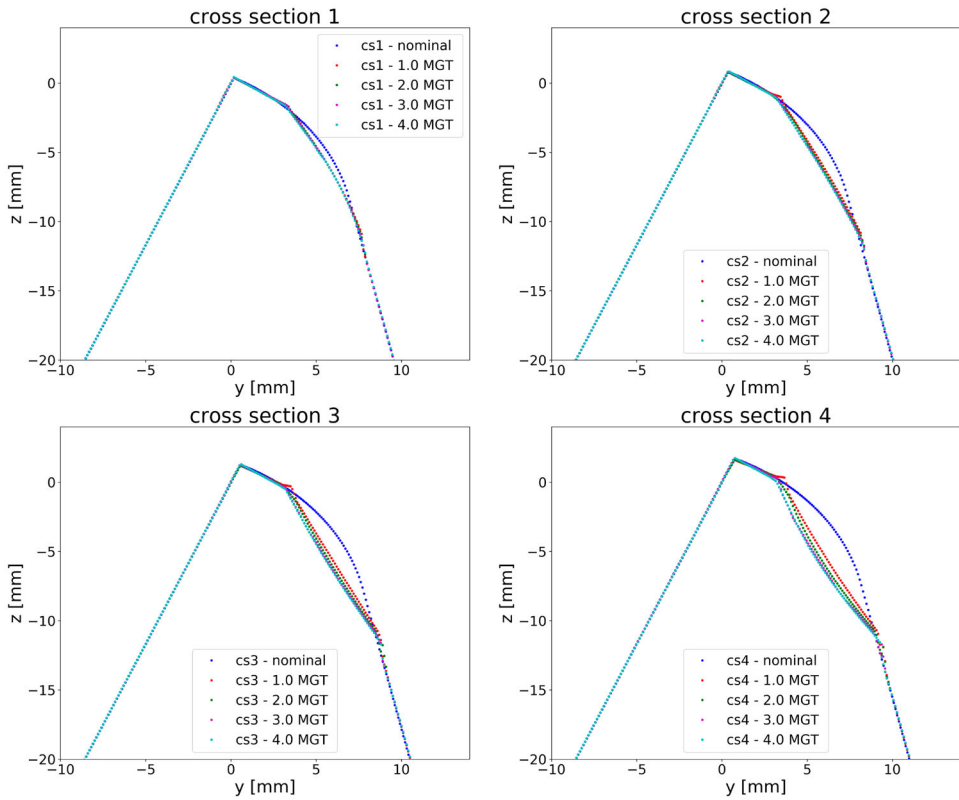 cross section 1
cs1 - nominal
cs1 - 1.0 MGT
cs1 - 2.0 MGT
cs1 - 3.0 MGT
cs1 - 4.0 MGT
0
−5
−10
−15
−20
z [mm]
−10
−5
0
5
10
y [mm]
cross section 2
cs2 - nominal
cs2 - 1.0 MGT
cs2 - 2.0 MGT
cs2 - 3.0 MGT
cs2 - 4.0 MGT
0
−5
−10
−15
−20
z [mm]
−10
−5
0
5
10
y [mm]
cross section 3
cs3 - nominal
cs3 - 1.0 MGT
cs3 - 2.0 MGT
cs3 - 3.0 MGT
cs3 - 4.0 MGT
0
−5
−10
−15
−20
z [mm]
−10
−5
0
5
10
y [mm]
cross section 4
cs4 - nominal
cs4 - 1.0 MGT
cs4 - 2.0 MGT
cs4 - 3.0 MGT
cs4 - 4.0 MGT
0
−5
−10
−15
−20
z [mm]
−10
−5
0
5
10
y [mm]